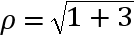 ρ = √1 + 3